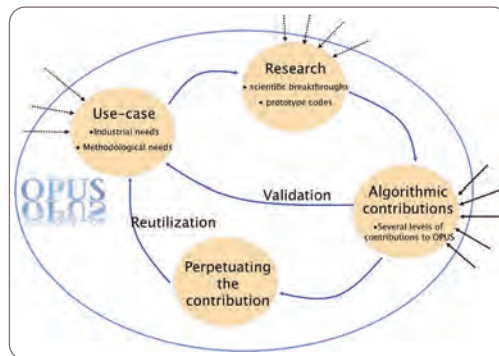 Research
• scientific breakthroughs
• prototype codes
Use-case
•Industrial needs
• Methodological needs
OPUS
Validation
Algorithmic
contributions
•Several levels of
contributions to OPUS
Reutilization
Perpetuating
the
contribution